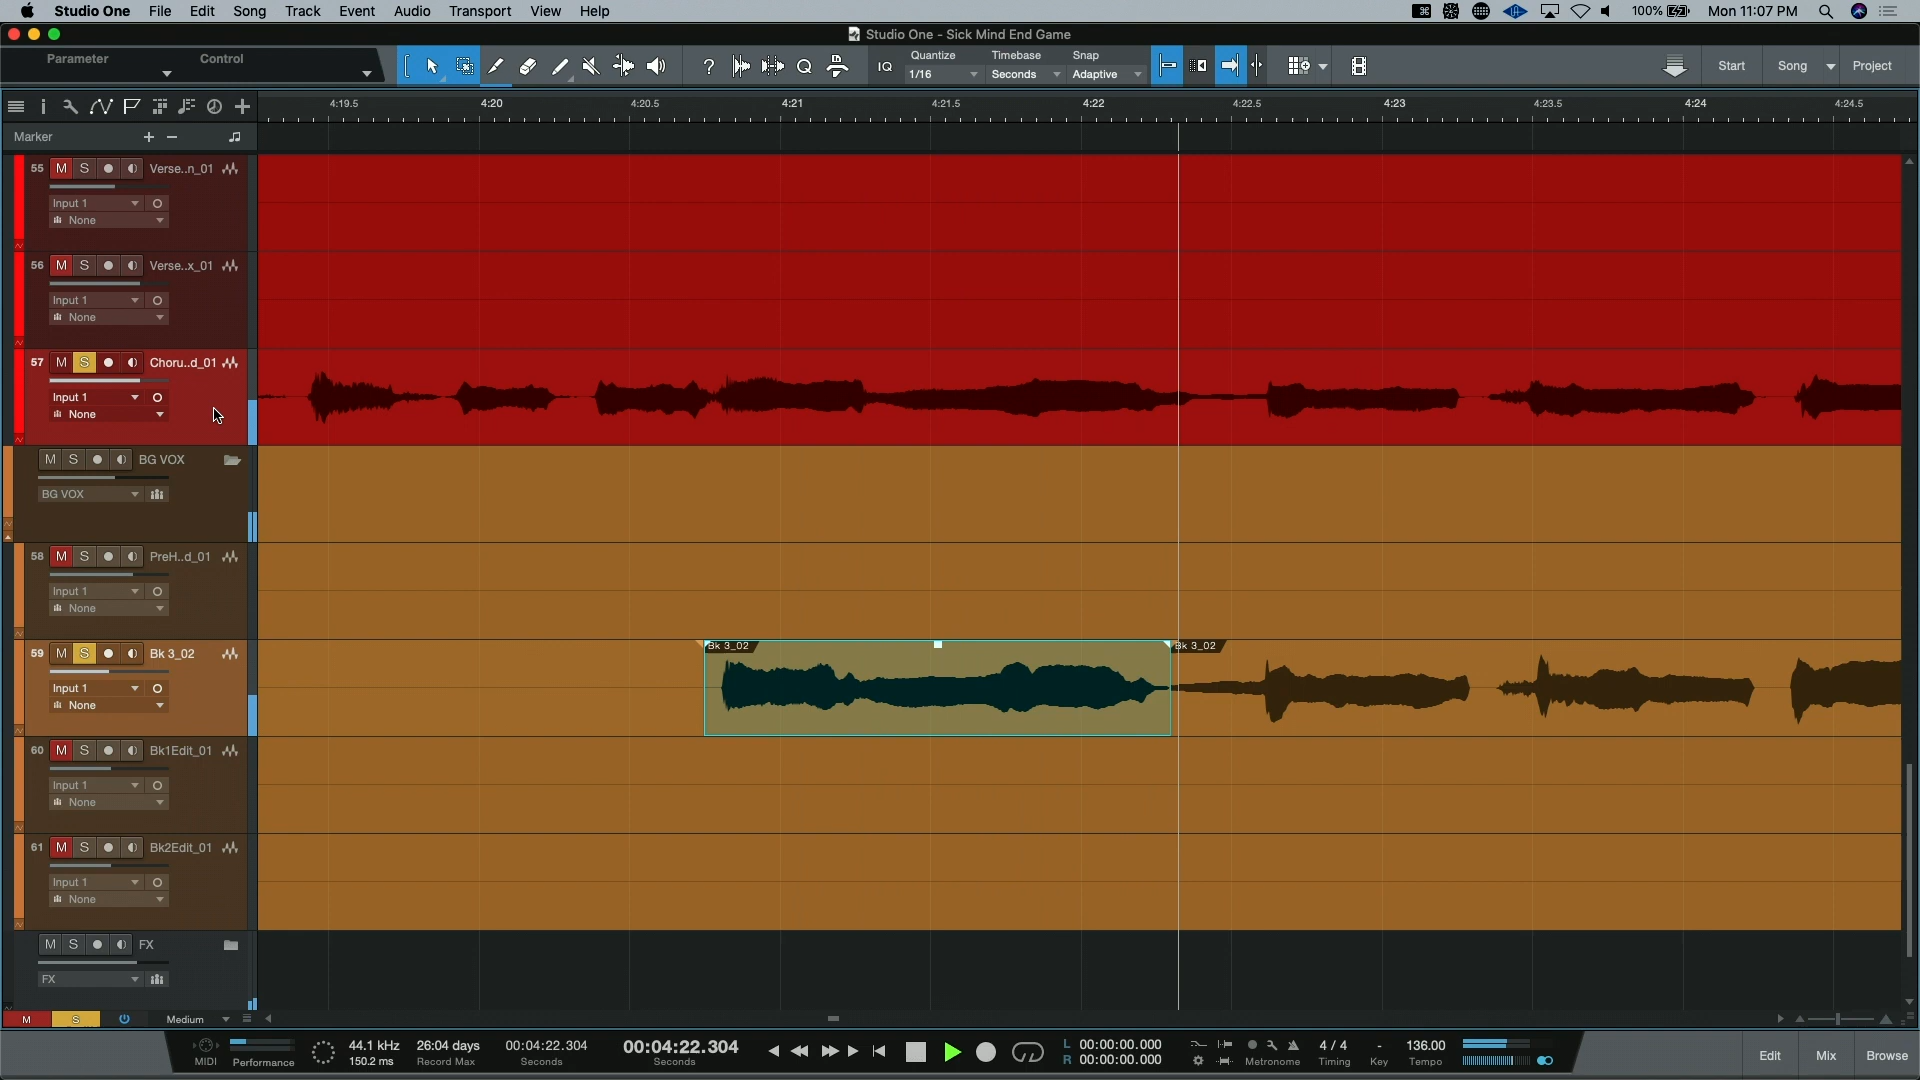 Studio One File Edit Song Track Event Audio Transport View Help
100% Mon 11:07 PM
Studio One - Sick Mind End Game
Parameter Control
Quantize Timebase Snap
IQ 1/16 Seconds Adaptive
Start Song Project
4:19.5 4:20 4:20.5 4:21 4:21.5 4:22 4:22.5 4:23 4:23.5 4:24 4:24.5
Marker
55 M S Verse..n_01
Input 1
None
56 M S Verse..x_01
Input 1
None
57 M S Choru..d_01
Input 1
None
M S BG VOX
BG VOX
58 M S PreH..d_01
Input 1
None
59 M S Bk 3_02
Bk 3_02 Bk 3_02
Input 1
None
60 M S Bk1Edit_01
Input 1
None
61 M S Bk2Edit_01
Input 1
None
M S FX
FX
M S Medium
MIDI Performance
44.1 kHz
150.2 ms
26:04 days
Record Max
00:04:22.304
Seconds
00:04:22.304
Seconds
L 00:00:00.000
R 00:00:00.000
Metronome
4 / 4
Timing
-
Key
136.00
Tempo
Edit Mix Browse